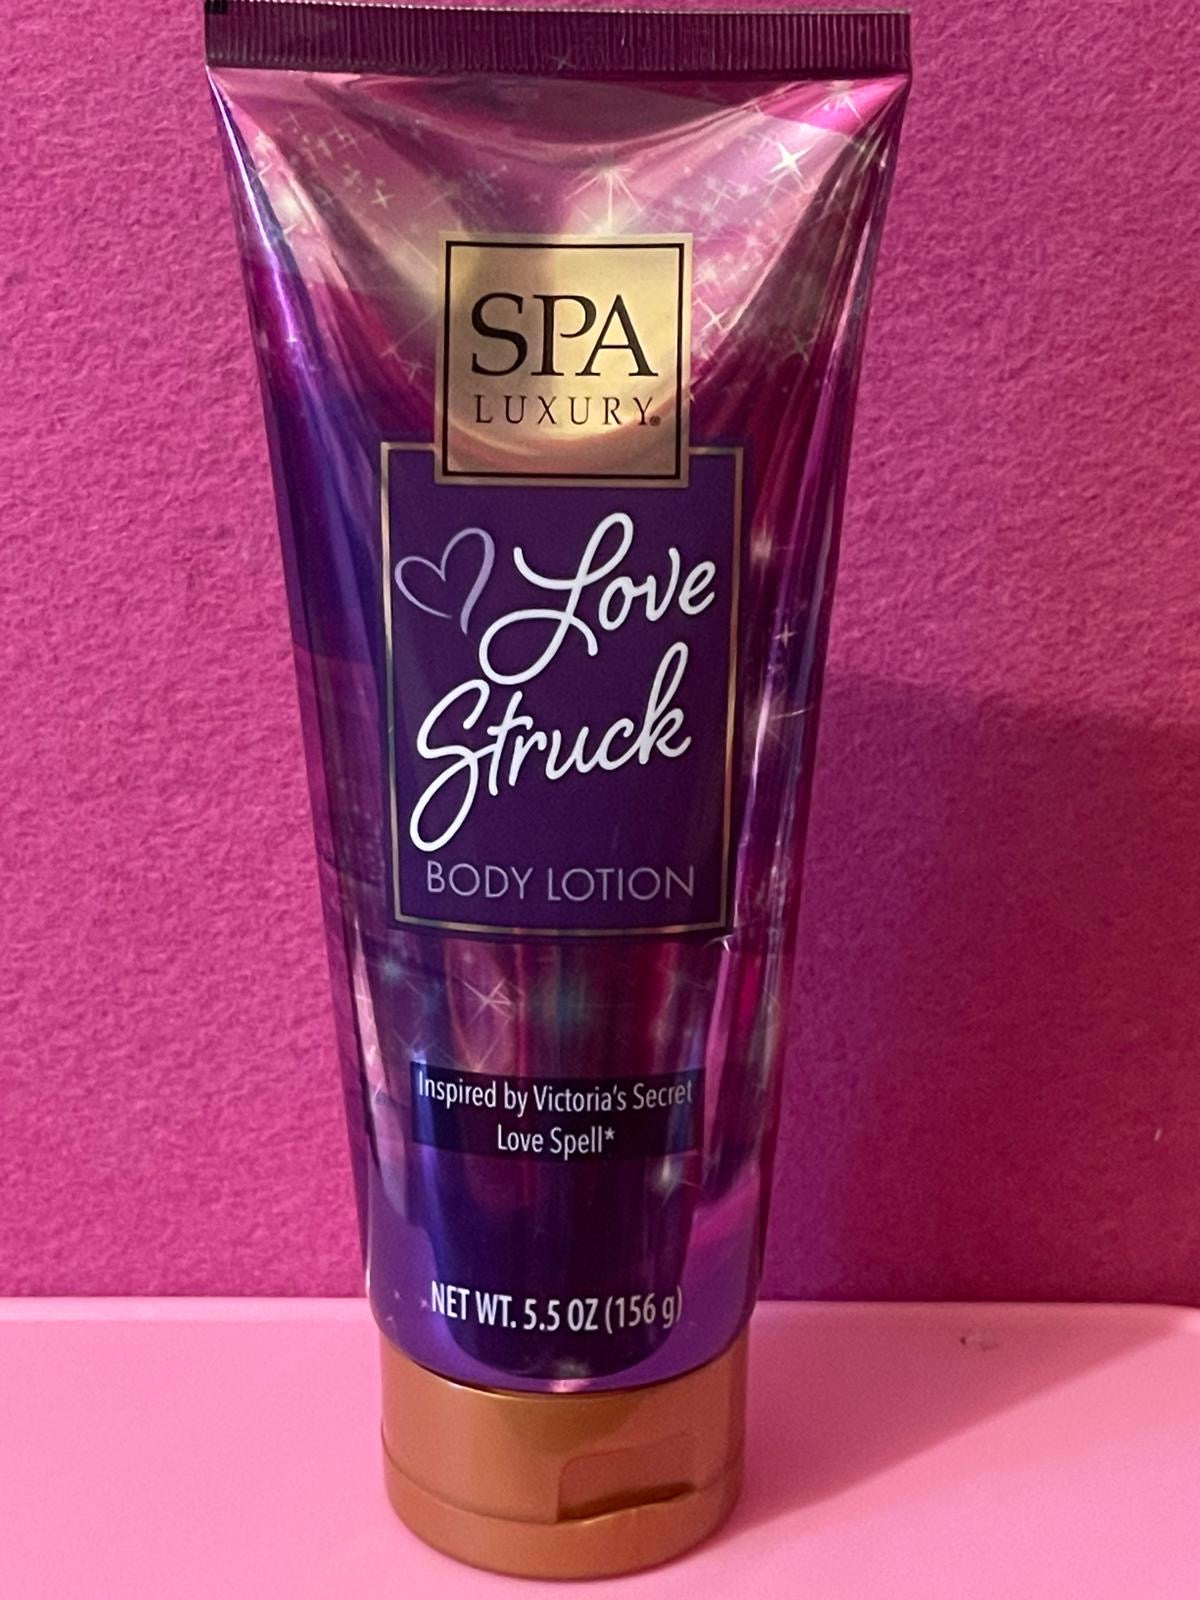 SPA
LUXURY®
Love
Struck
BODY LOTION
Inspired by Victoria's Secret
Love Spell*
NET WT. 5.5 OZ (156 g)